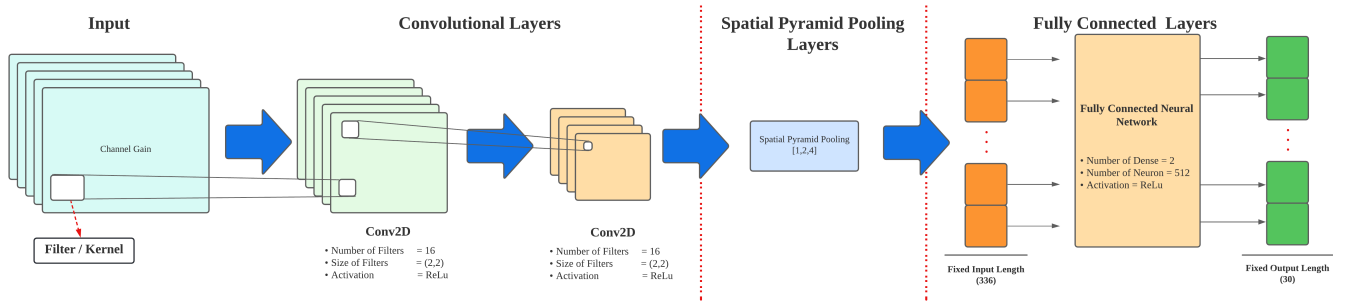 Input
Convolutional Layers
Spatial Pyramid Pooling
Layers
Fully Connected Layers
Channel Gain
Filter / Kernel
Conv2D
• Number of Filters = 16
• Size of Filters = (2,2)
• Activation = ReLu
Conv2D
• Number of Filters = 16
• Size of Filters = (2,2)
• Activation = ReLu
Spatial Pyramid Pooling
[1,2,4]
Fully Connected Neural
Network
• Number of Dense = 2
• Number of Neuron = 512
• Activation = ReLu
Fixed Input Length
(336)
Fixed Output Length
(30)